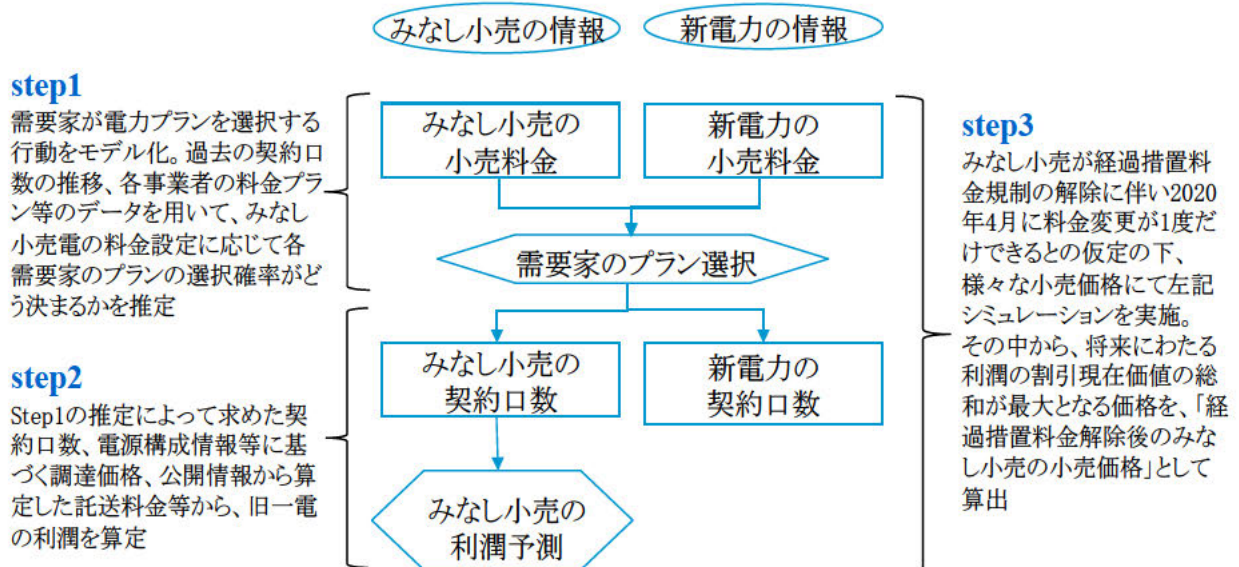 みなし小売の情報
新電力の情報
step1
需要家が電力プランを選択する
行動をモデル化。過去の契約口
数の推移、各事業者の料金プラ
ン等のデータを用いて、みなし
小売電の料金設定に応じて各
需要家のプランの選択確率がど
う決まるかを推定
みなし小売の
小売料金
新電力の
小売料金
需要家のプラン選択
step2
Step1の推定によって求めた契
約口数、電源構成情報等に基
づく調達価格、公開情報から算
定した託送料金等から、旧一電
の利潤を算定
みなし小売の
契約口数
新電力の
契約口数
みなし小売の
利潤予測
step3
みなし小売が経過措置料
金規制の解除に伴い2020
年4月に料金変更が1度だ
けできるとの仮定の下、
様々な小売価格にて左記
シミュレーションを実施。
その中から、将来にわたる
利潤の割引現在価値の総
和が最大となる価格を、「経
過措置料金解除後のみな
し小売の小売価格」として
算出